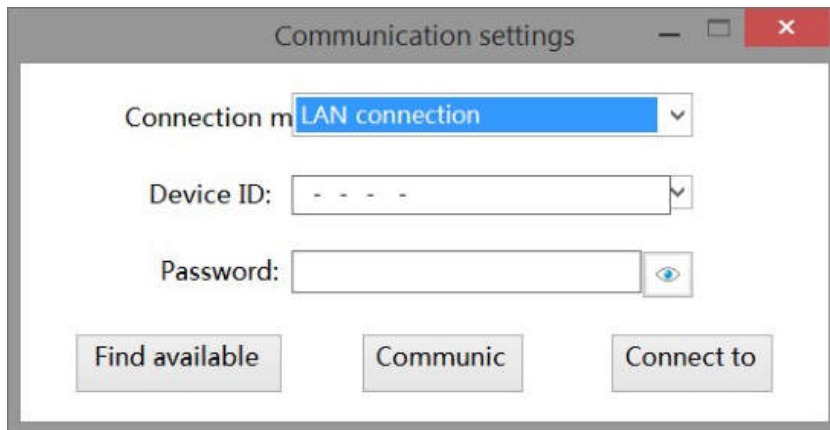 Communication settings
Connection m LAN connection
Device ID: - - - -
Password:
Find available Communic Connect to